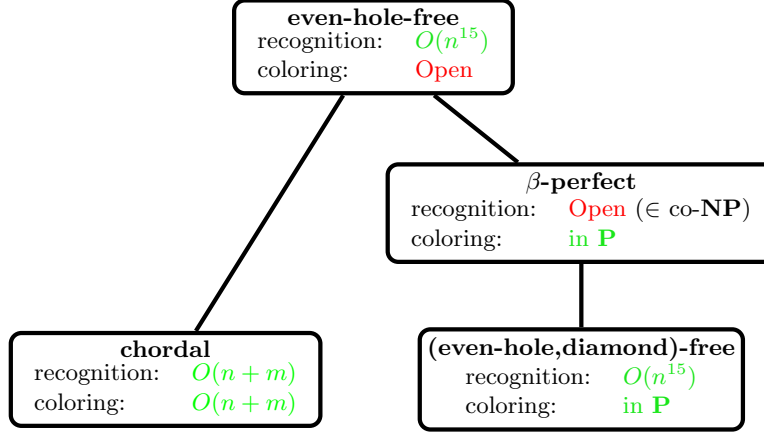 even-hole-free
recognition: O(n^15)
coloring: Open
β-perfect
recognition: Open (∈ co-NP)
coloring: in P
chordal
recognition: O(n + m)
coloring: O(n + m)
(even-hole,diamond)-free
recognition: O(n^15)
coloring: in P